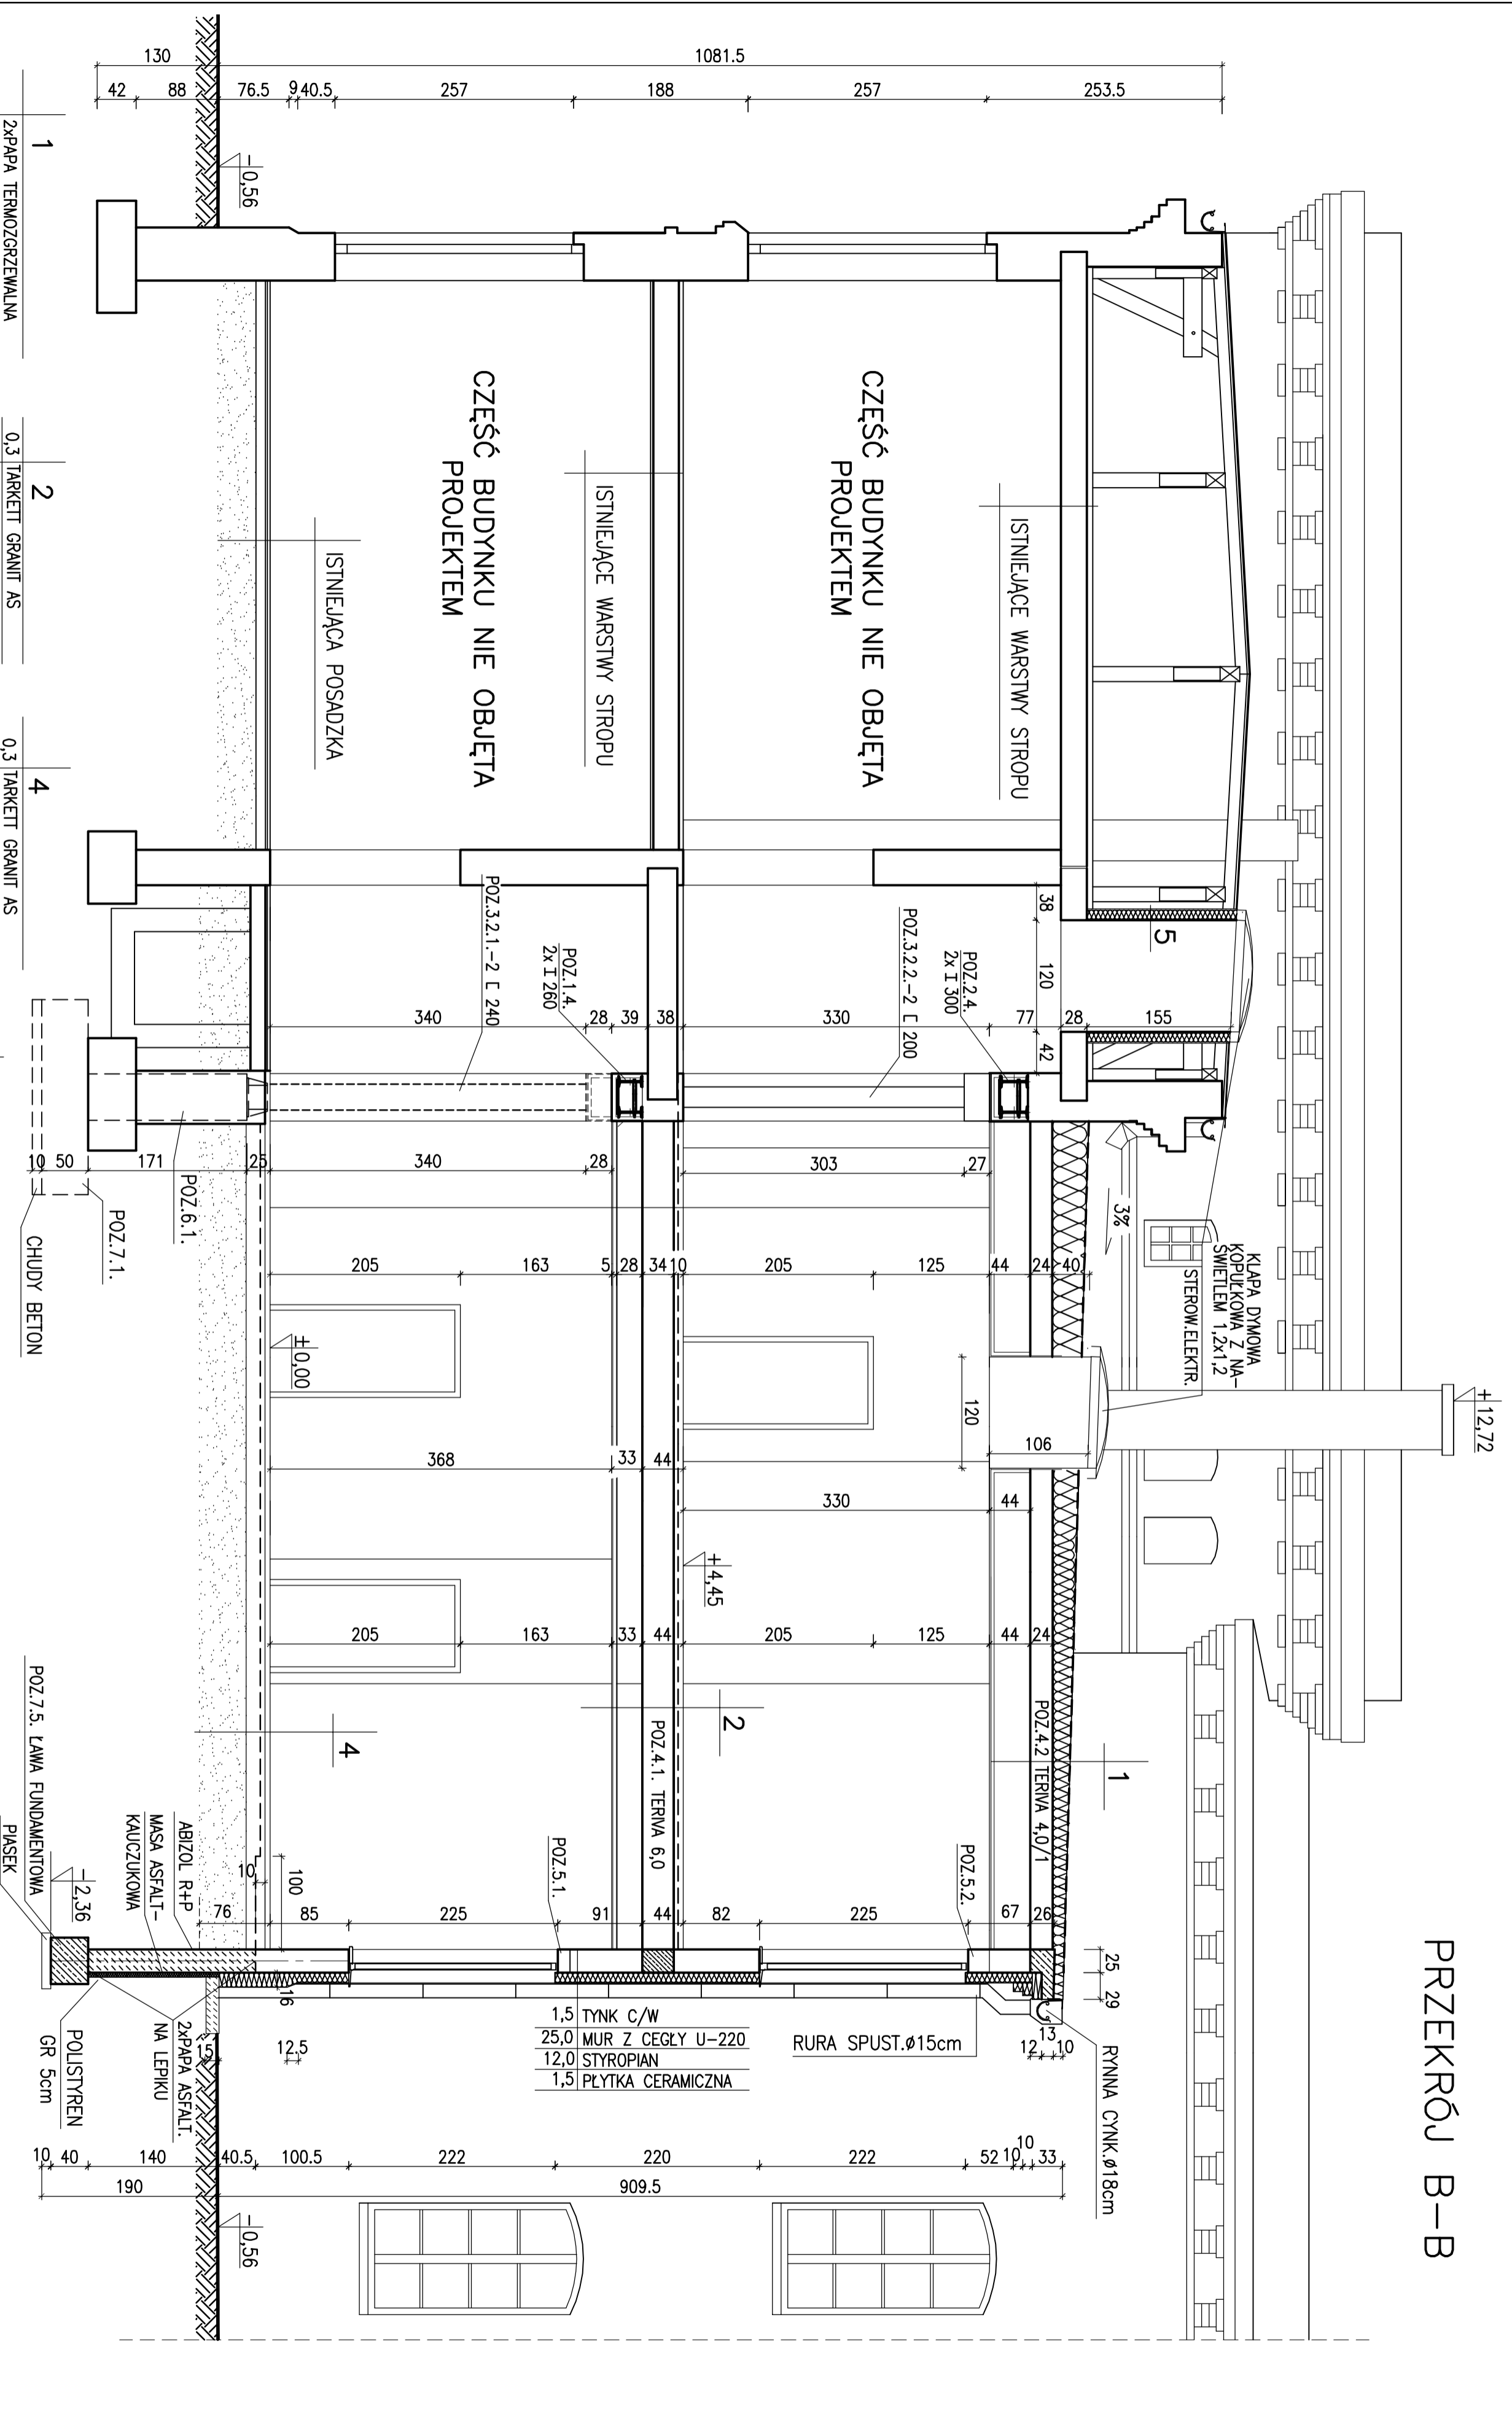 PRZEKRÓJ B-B
+12,72
KLAPA DYMOWA
KOPUŁKOWA Z NA-
ŚWIETLEM 1,2x1,2
STEROW.ELEKTR.
3%
RYNNA CYNK.ø18cm
RURA SPUST.ø15cm
1,5 TYNK C/W
25,0 MUR Z CEGŁY U-220
12,0 STYROPIAN
1,5 PŁYTKA CERAMICZNA
ISTNIEJĄCE WARSTWY STROPU
CZĘŚĆ BUDYNKU NIE OBJĘTA
PROJEKTEM
ISTNIEJĄCE WARSTWY STROPU
CZĘŚĆ BUDYNKU NIE OBJĘTA
PROJEKTEM
ISTNIEJĄCA POSADZKA
5
POZ.2.4.
2x I 300
POZ.3.2.2.-2 [ 200
POZ.1.4.
2x I 260
POZ.3.2.1.-2 [ 240
POZ.4.2 TERIVA 4,0/1
POZ.4.1. TERIVA 6,0
POZ.5.2.
POZ.5.1.
1
2
4
+4,45
±0,00
-0,56
-0,56
-2,36
POZ.6.1.
POZ.7.1.
CHUDY BETON
ABIZOL R+P
MASA ASFALT-
KAUCZUKOWA
POZ.7.5. ŁAWA FUNDAMENTOWA
PIASEK
2xPAPA ASFALT.
NA LEPIKU
POLISTYREN
GR 5cm
1
2xPAPA TERMOZGRZEWALNA
2
0,3 TARKETT GRANIT AS
4
0,3 TARKETT GRANIT AS
130 1081.5
42 88 76.5 9 40.5 257 188 257 253.5
38 120 42
340 28 39 38 330 77 28 155
10 50 171 25 340 28 303 27
205 163 5 28 34 10 205 125 44 24 40
120
106
368 33 44
330 44
205 163 33 44 205 125 44 24
10 100
76 85 225 91 44 82 225 67 26
25 29
16
15 12.5
12 13 10
10 40 140 40.5 100.5 222 220 222 52 10 10 33
190 909.5